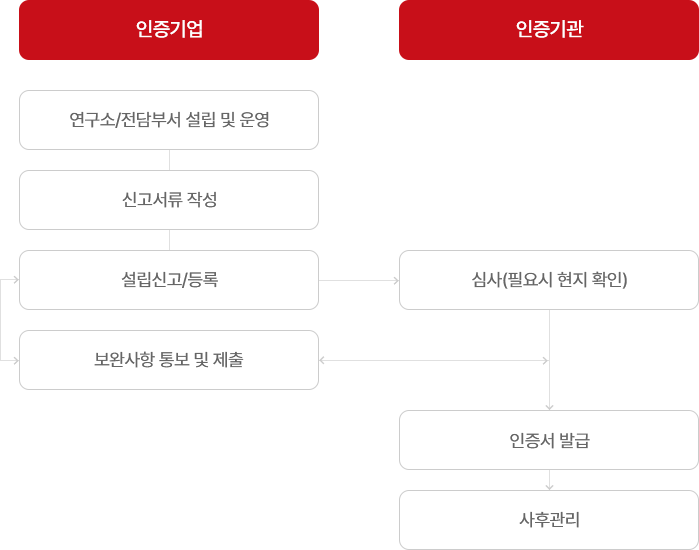 인증기업
인증기관
연구소/전담부서 설립 및 운영
신고서류 작성
설립신고/등록
심사(필요시 현지 확인)
보완사항 통보 및 제출
인증서 발급
사후관리